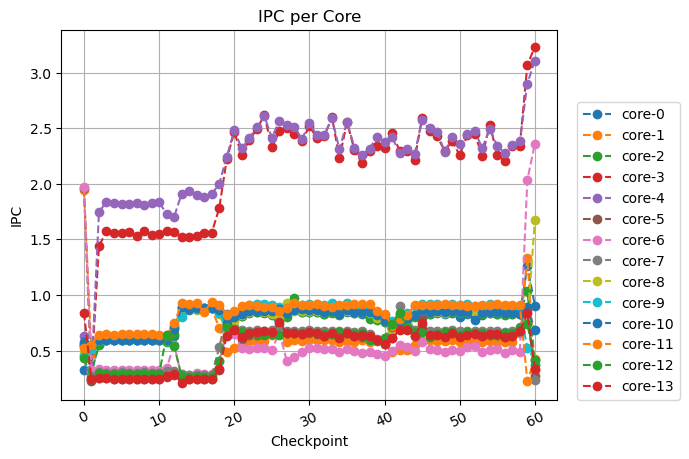 IPC per Core
IPC
3.0
2.5
2.0
1.5
1.0
0.5
0
10
20
30
40
50
60
Checkpoint
core-0
core-1
core-2
core-3
core-4
core-5
core-6
core-7
core-8
core-9
core-10
core-11
core-12
core-13